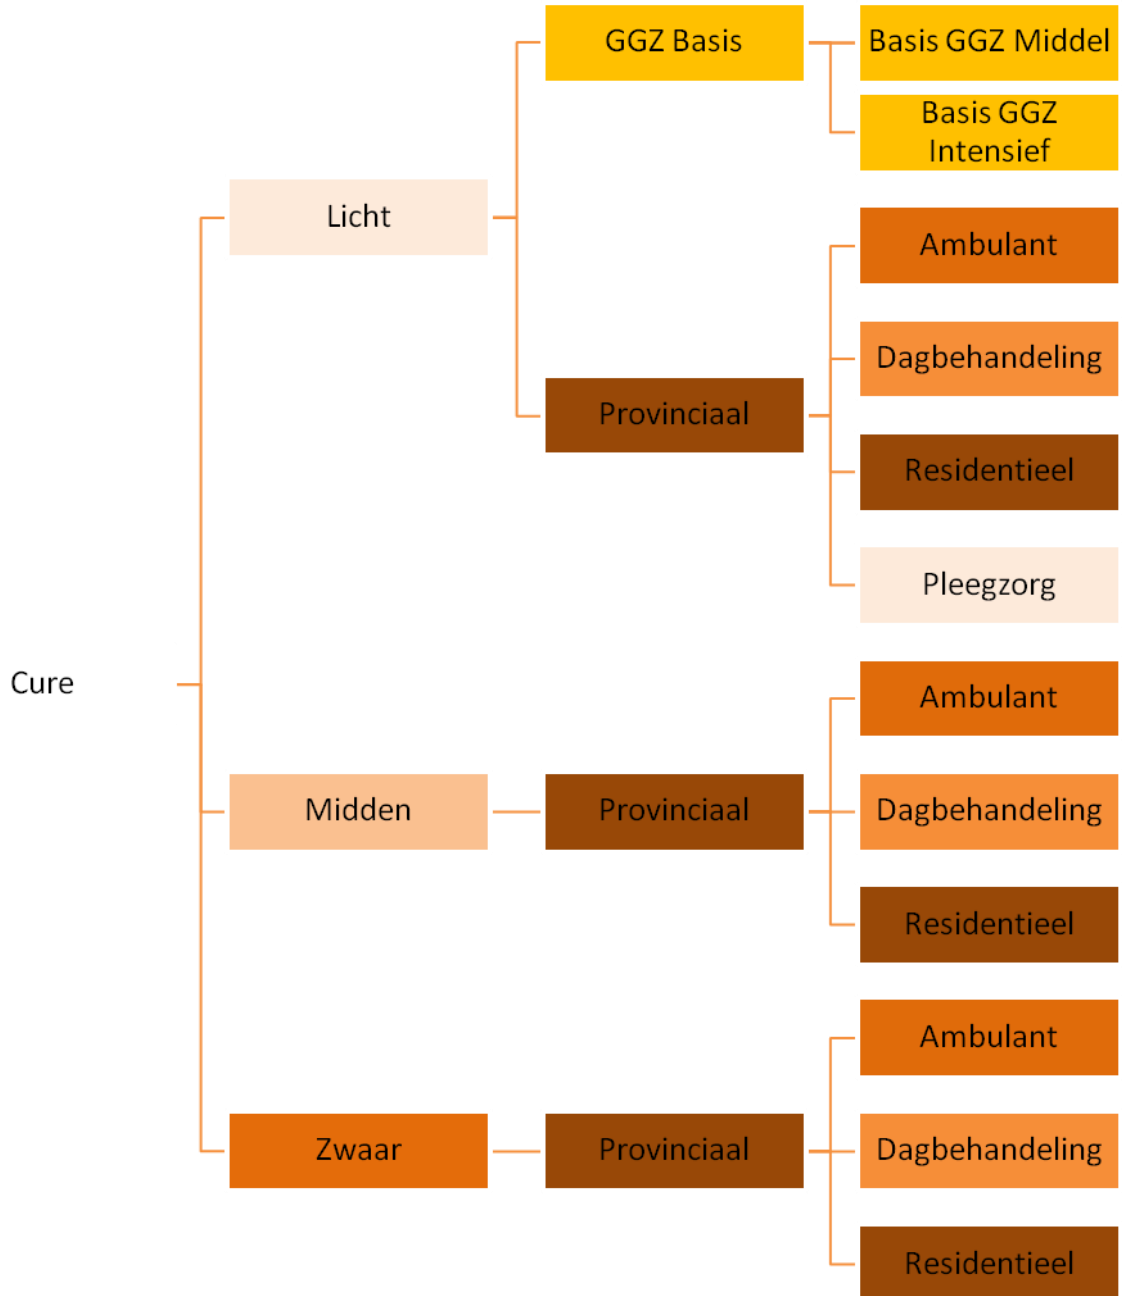 GGZ Basis
Basis GGZ Middel
Basis GGZ
Intensief
Licht
Ambulant
Dagbehandeling
Provinciaal
Residentieel
Pleegzorg
Cure
Ambulant
Midden
Provinciaal
Dagbehandeling
Residentieel
Ambulant
Zwaar
Provinciaal
Dagbehandeling
Residentieel